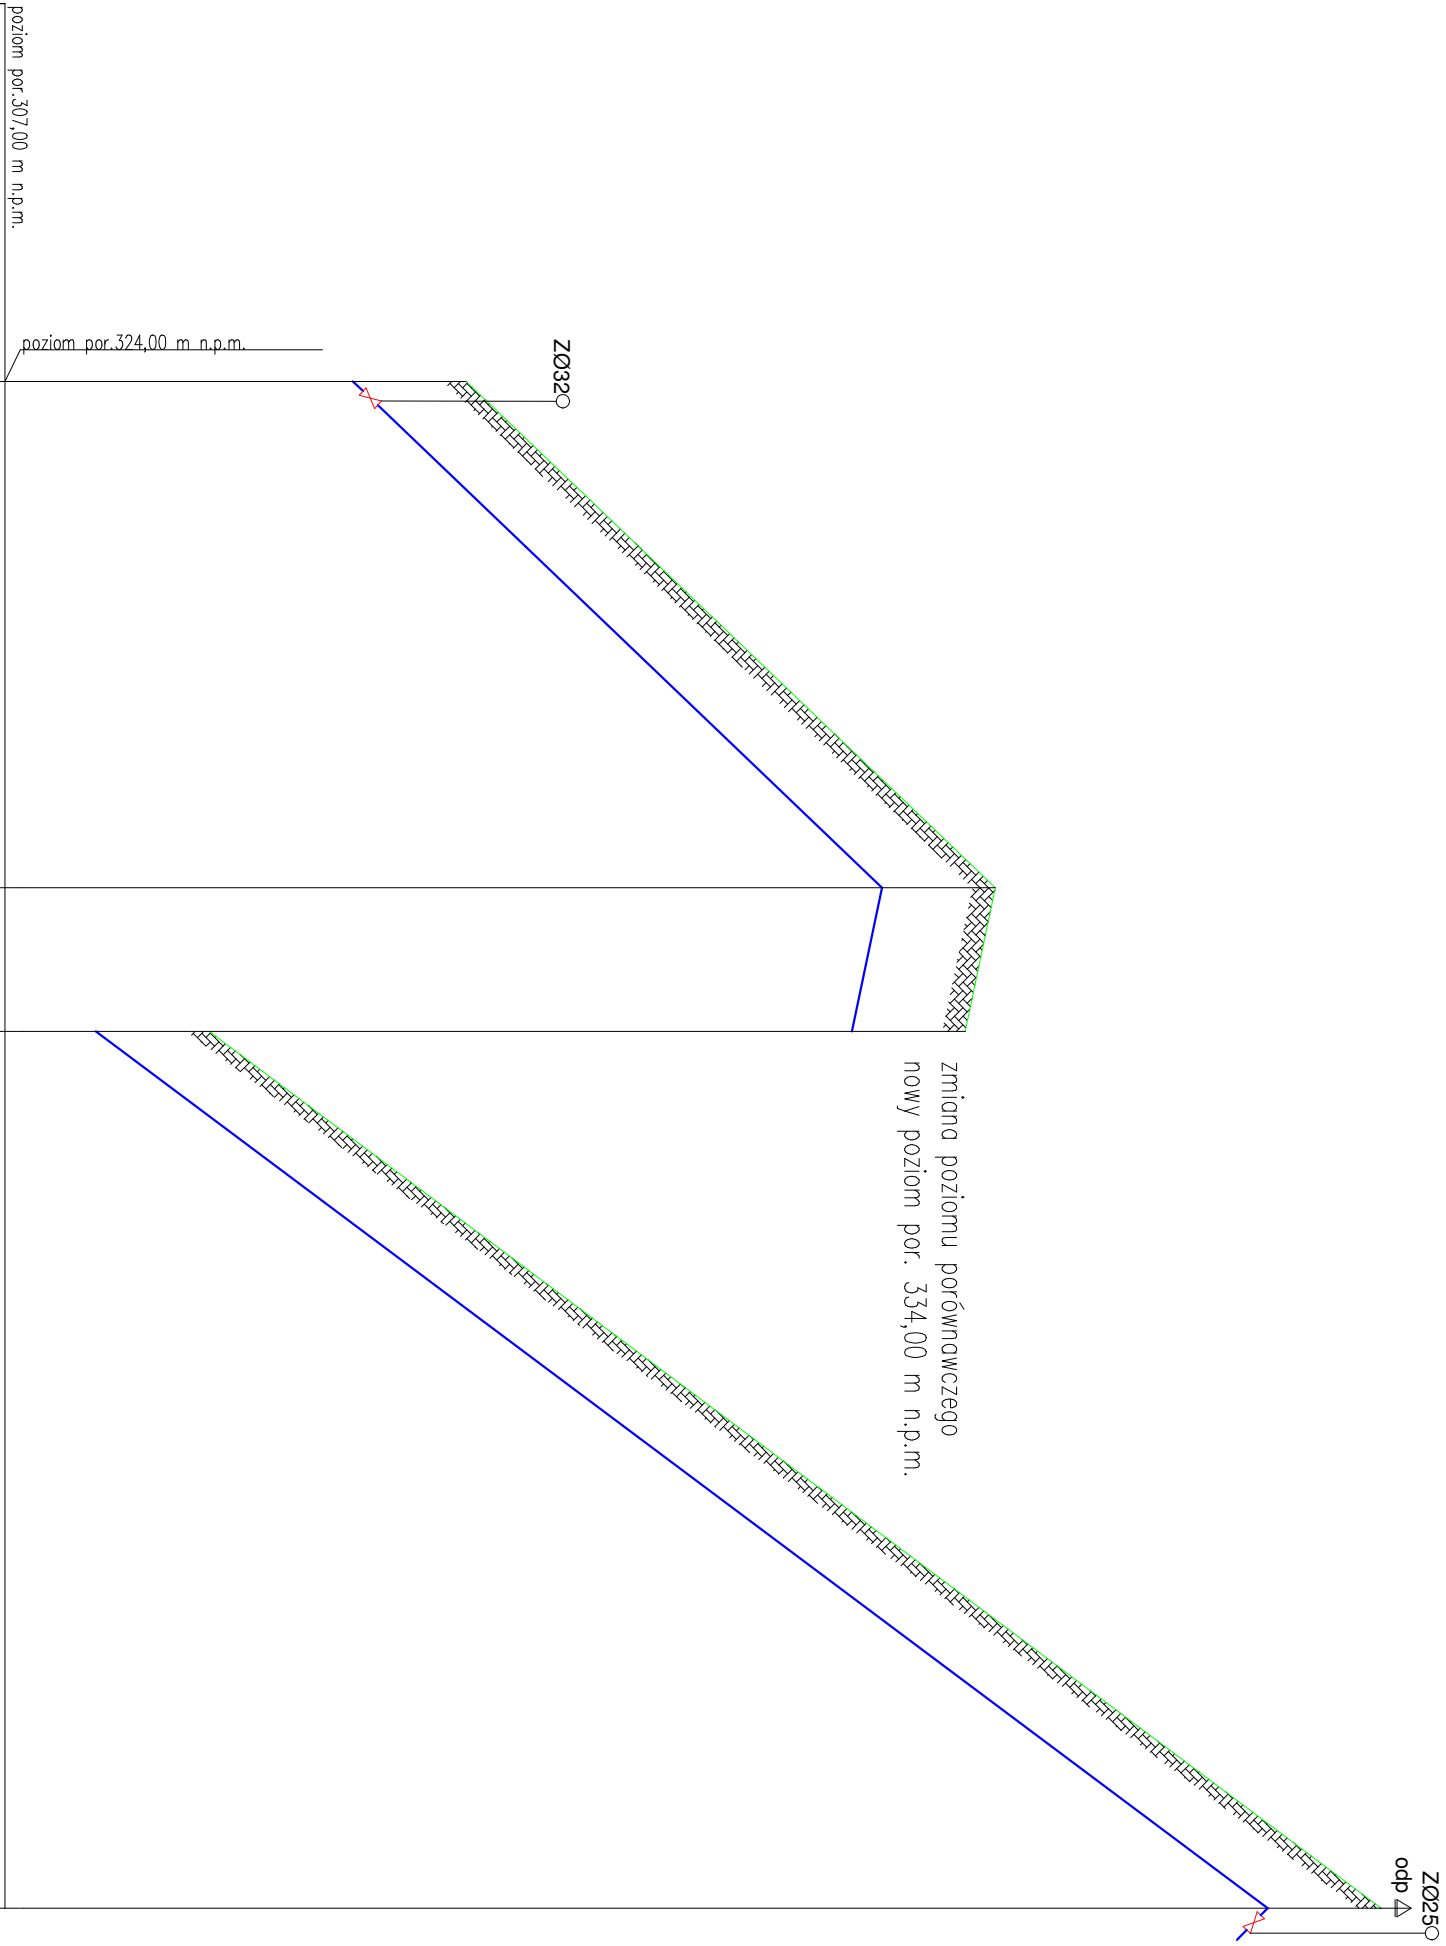 poziom por.307,00 m n.p.m.
poziom por.324,00 m n.p.m.
ZØ32
zmiana poziomu porównawczego
nowy poziom por. 334,00 m n.p.m.
ZØ25
odp